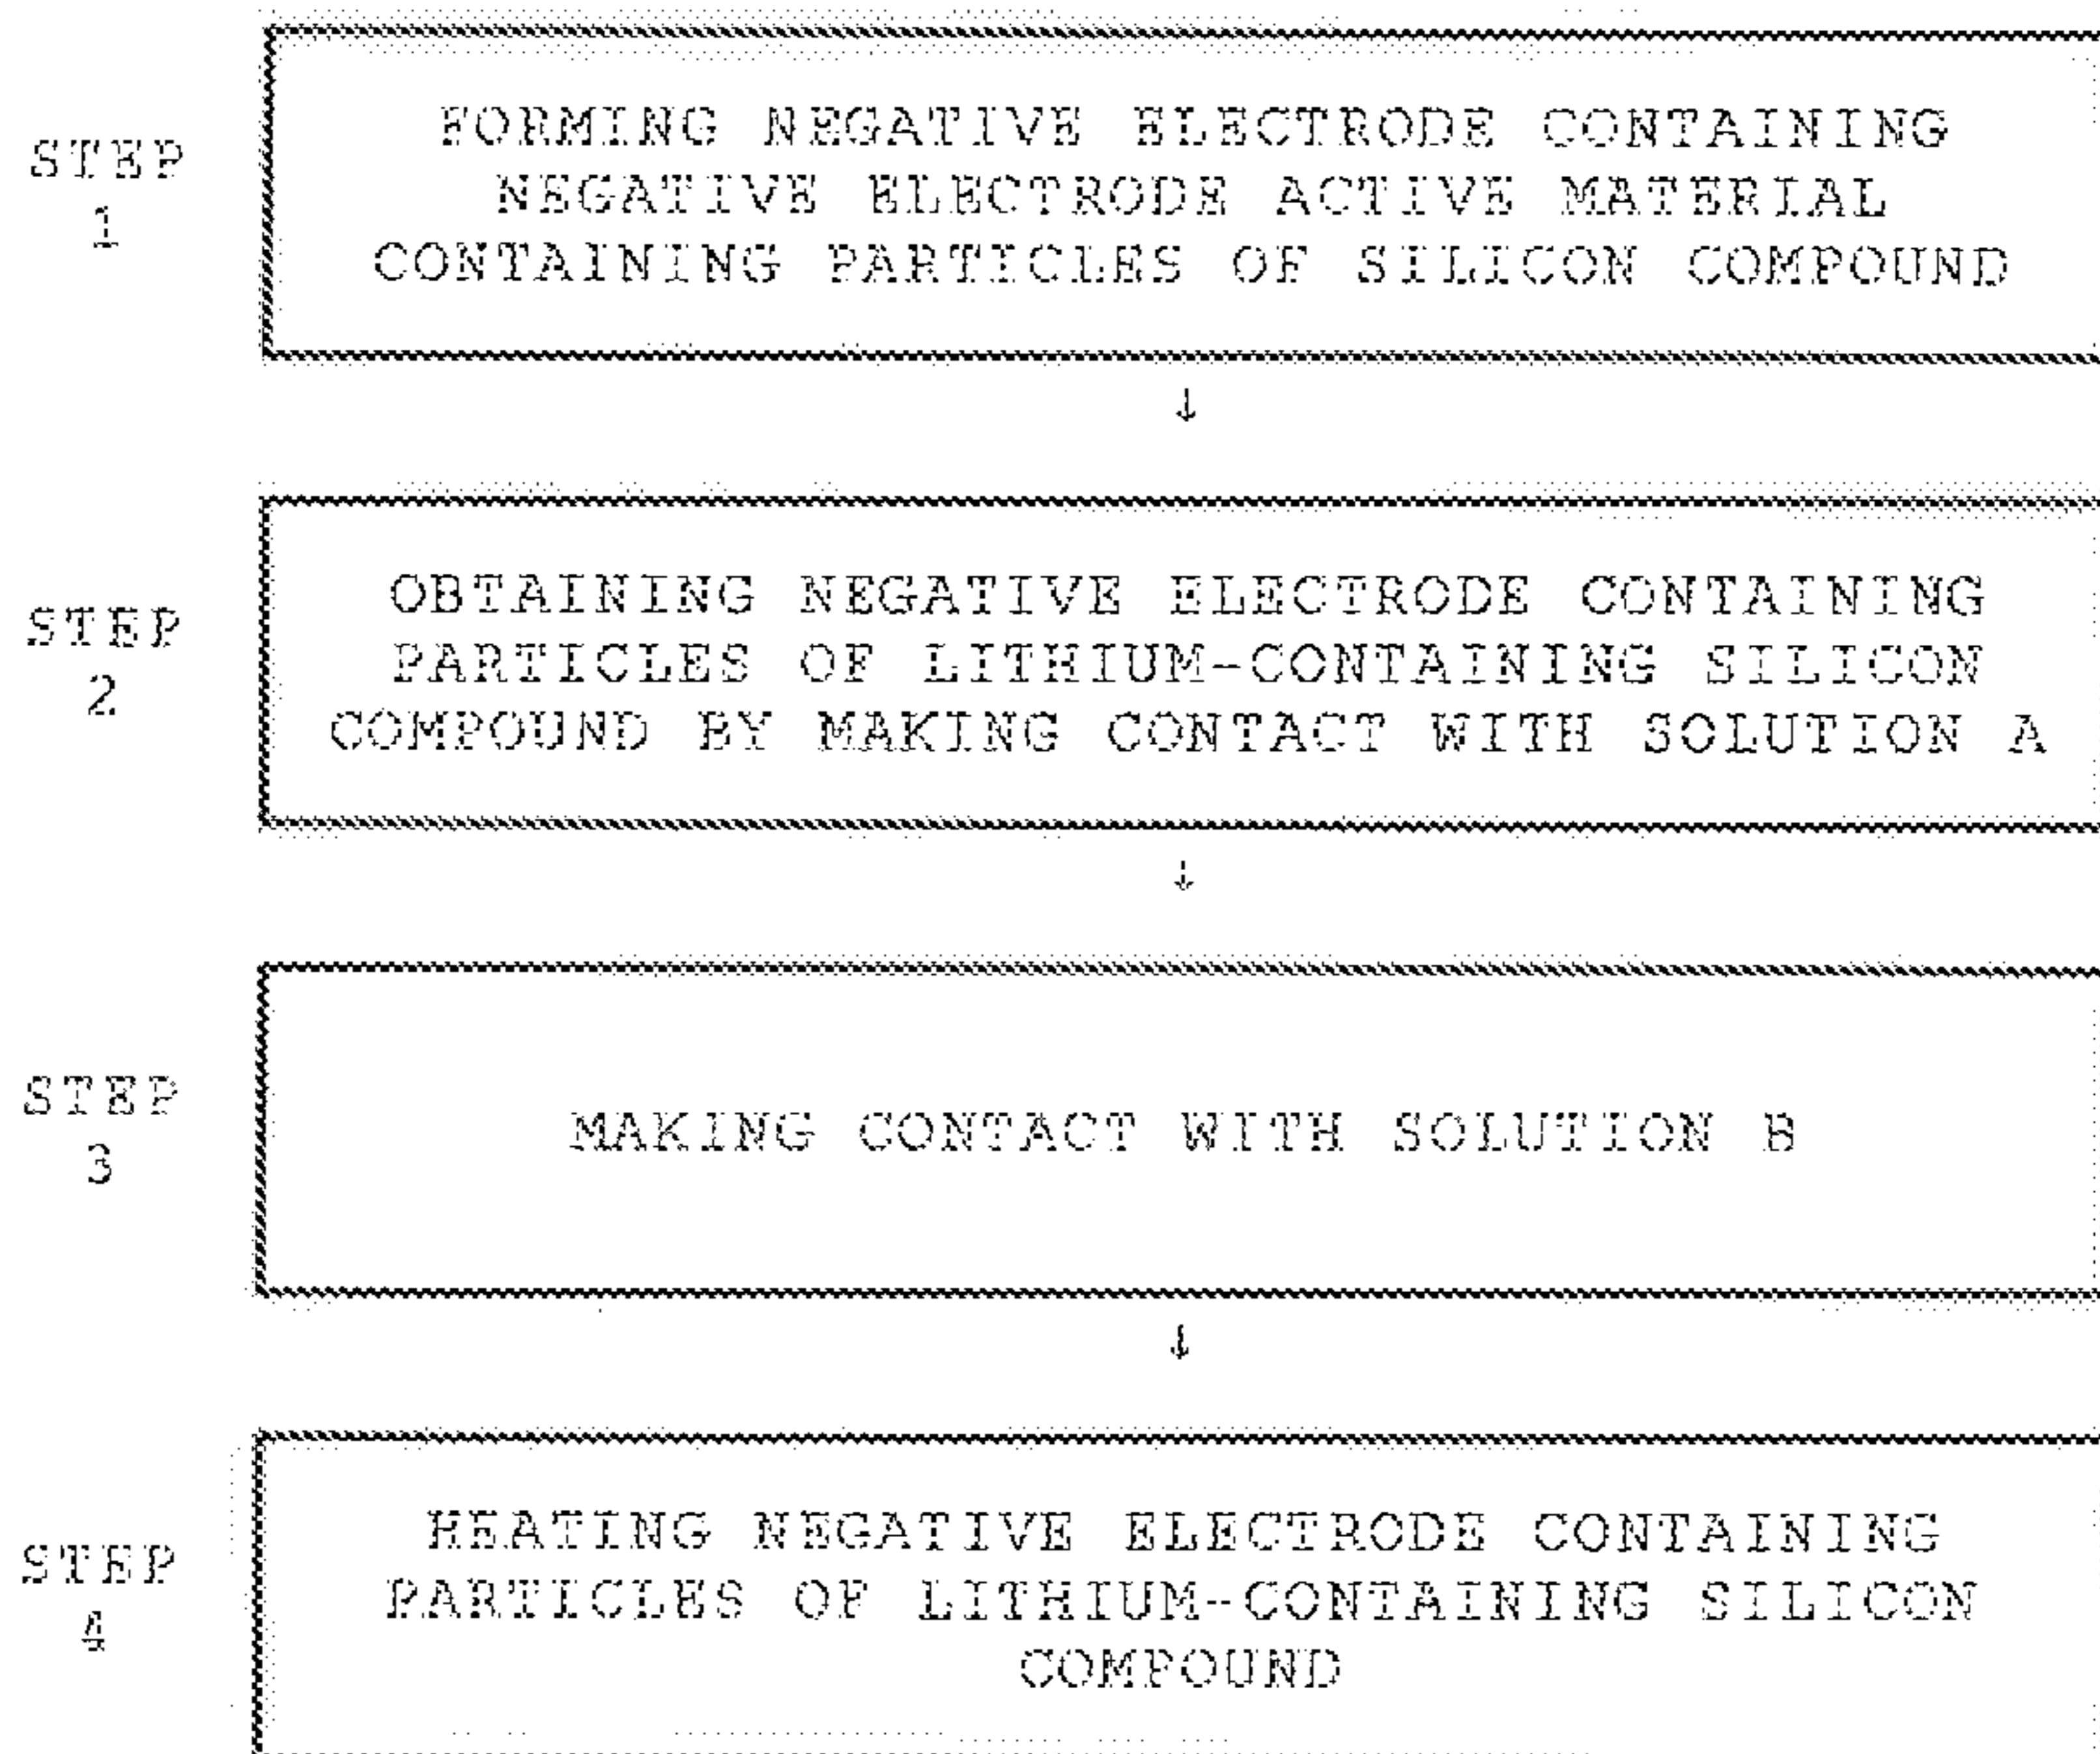 STEP
1
FORMING NEGATIVE ELECTRODE CONTAINING
NEGATIVE ELECTRODE ACTIVE MATERIAL
CONTAINING PARTICLES OF SILICON COMPOUND
↓
STEP
2
OBTAINING NEGATIVE ELECTRODE CONTAINING
PARTICLES OF LITHIUM-CONTAINING SILICON
COMPOUND BY MAKING CONTACT WITH SOLUTION A
↓
STEP
3
MAKING CONTACT WITH SOLUTION B
↓
STEP
4
HEATING NEGATIVE ELECTRODE CONTAINING
PARTICLES OF LITHIUM-CONTAINING SILICON
COMPOUND